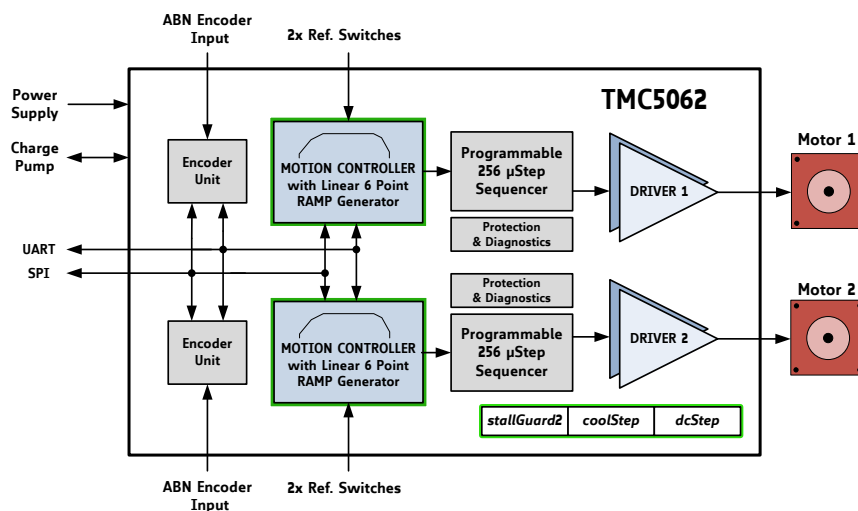 ABN Encoder
Input
2x Ref. Switches
TMC5062
Power
Supply
Charge
Pump
Encoder
Unit
MOTION CONTROLLER
with Linear 6 Point
RAMP Generator
Programmable
256 µStep
Sequencer
DRIVER 1
Motor 1
Protection
& Diagnostics
UART
SPI
Protection
& Diagnostics
Motor 2
Encoder
Unit
MOTION CONTROLLER
with Linear 6 Point
RAMP Generator
Programmable
256 µStep
Sequencer
DRIVER 2
stallGuard2 coolStep dcStep
ABN Encoder
Input
2x Ref. Switches